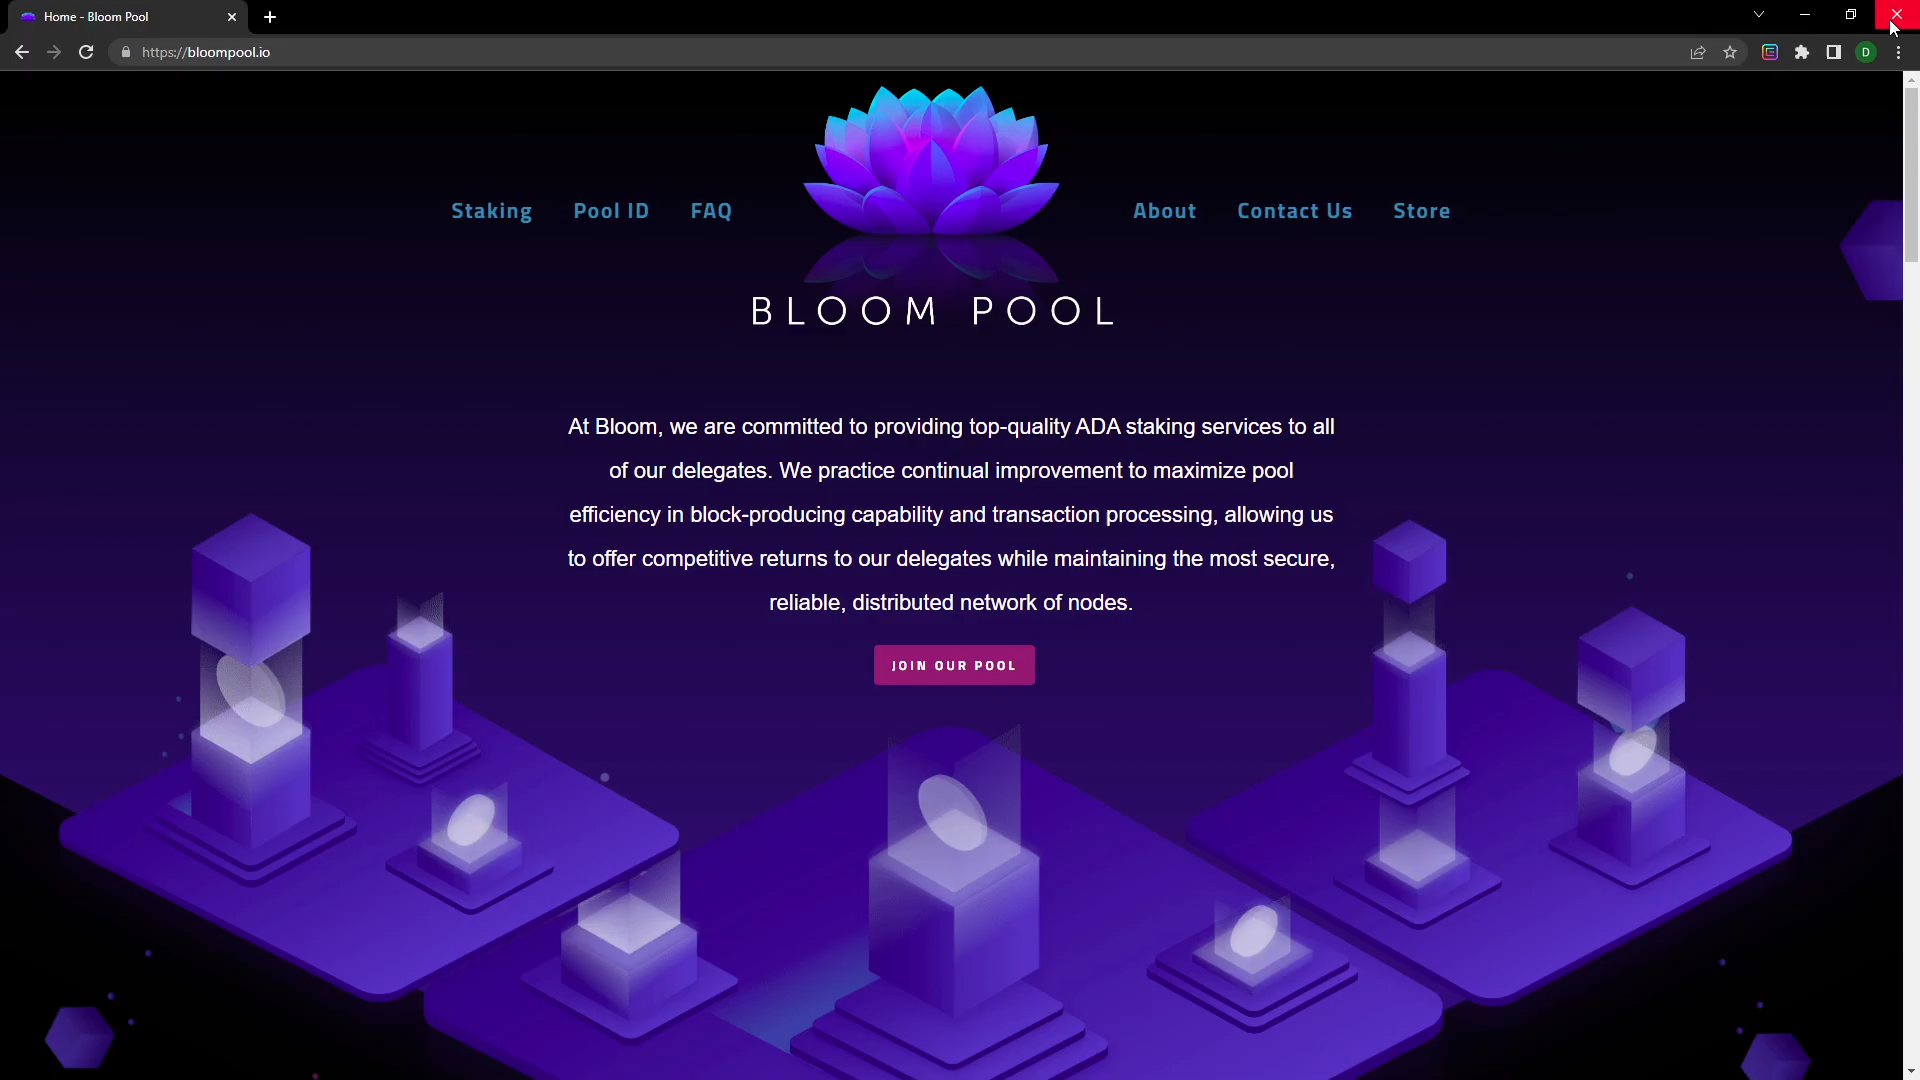 Home - Bloom Pool
https://bloompool.io
D
Staking
Pool ID
FAQ
About
Contact Us
Store
BLOOM POOL
At Bloom, we are committed to providing top-quality ADA staking services to all
of our delegates. We practice continual improvement to maximize pool
efficiency in block-producing capability and transaction processing, allowing us
to offer competitive returns to our delegates while maintaining the most secure,
reliable, distributed network of nodes.
JOIN OUR POOL